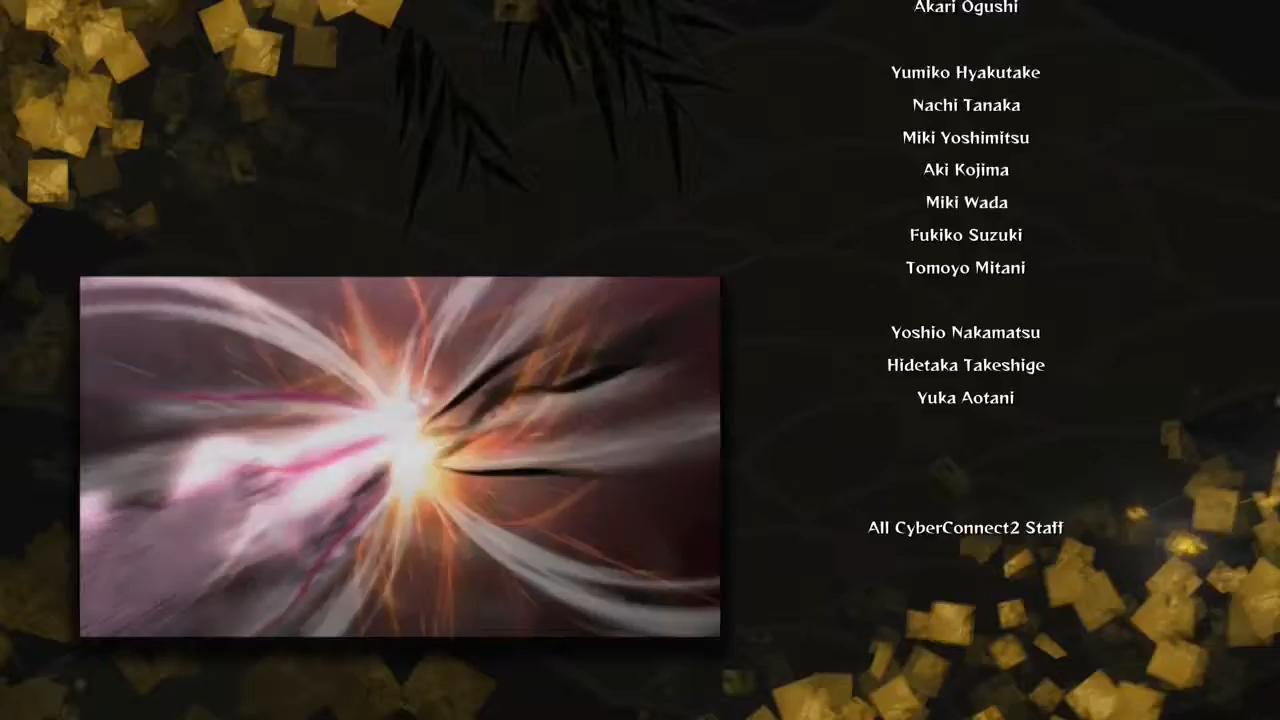 Akari Ogushi
Yumiko Hyakutake
Nachi Tanaka
Miki Yoshimitsu
Aki Kojima
Miki Wada
Fukiko Suzuki
Tomoyo Mitani
Yoshio Nakamatsu
Hidetaka Takeshige
Yuka Aotani
All CyberConnect2 Staff